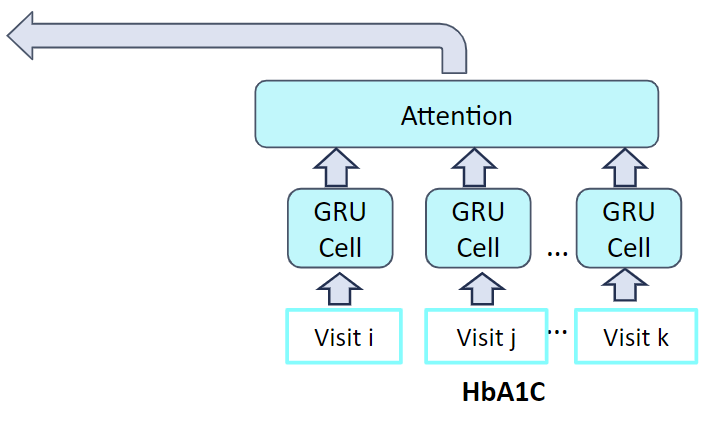 Attention
GRU GRU GRU
Cell Cell ... Cell
Visit i Visit j ... Visit k
HbA1C